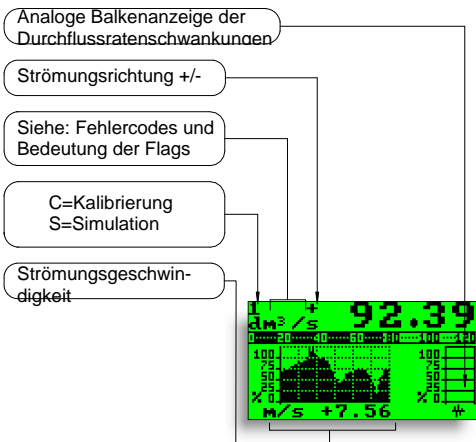 Analoge Balkenanzeige der
Durchflussratenschwankungen
Strömungsrichtung +/-
Siehe: Fehlercodes und
Bedeutung der Flags
C=Kalibrierung
S=Simulation
Strömungsgeschwin-
digkeit
1 + 92.39
dm³/s
0 20 40 60 80 100 120
100 100
75 75
50 50
25 25
% 0 % 0
m/s +7.56